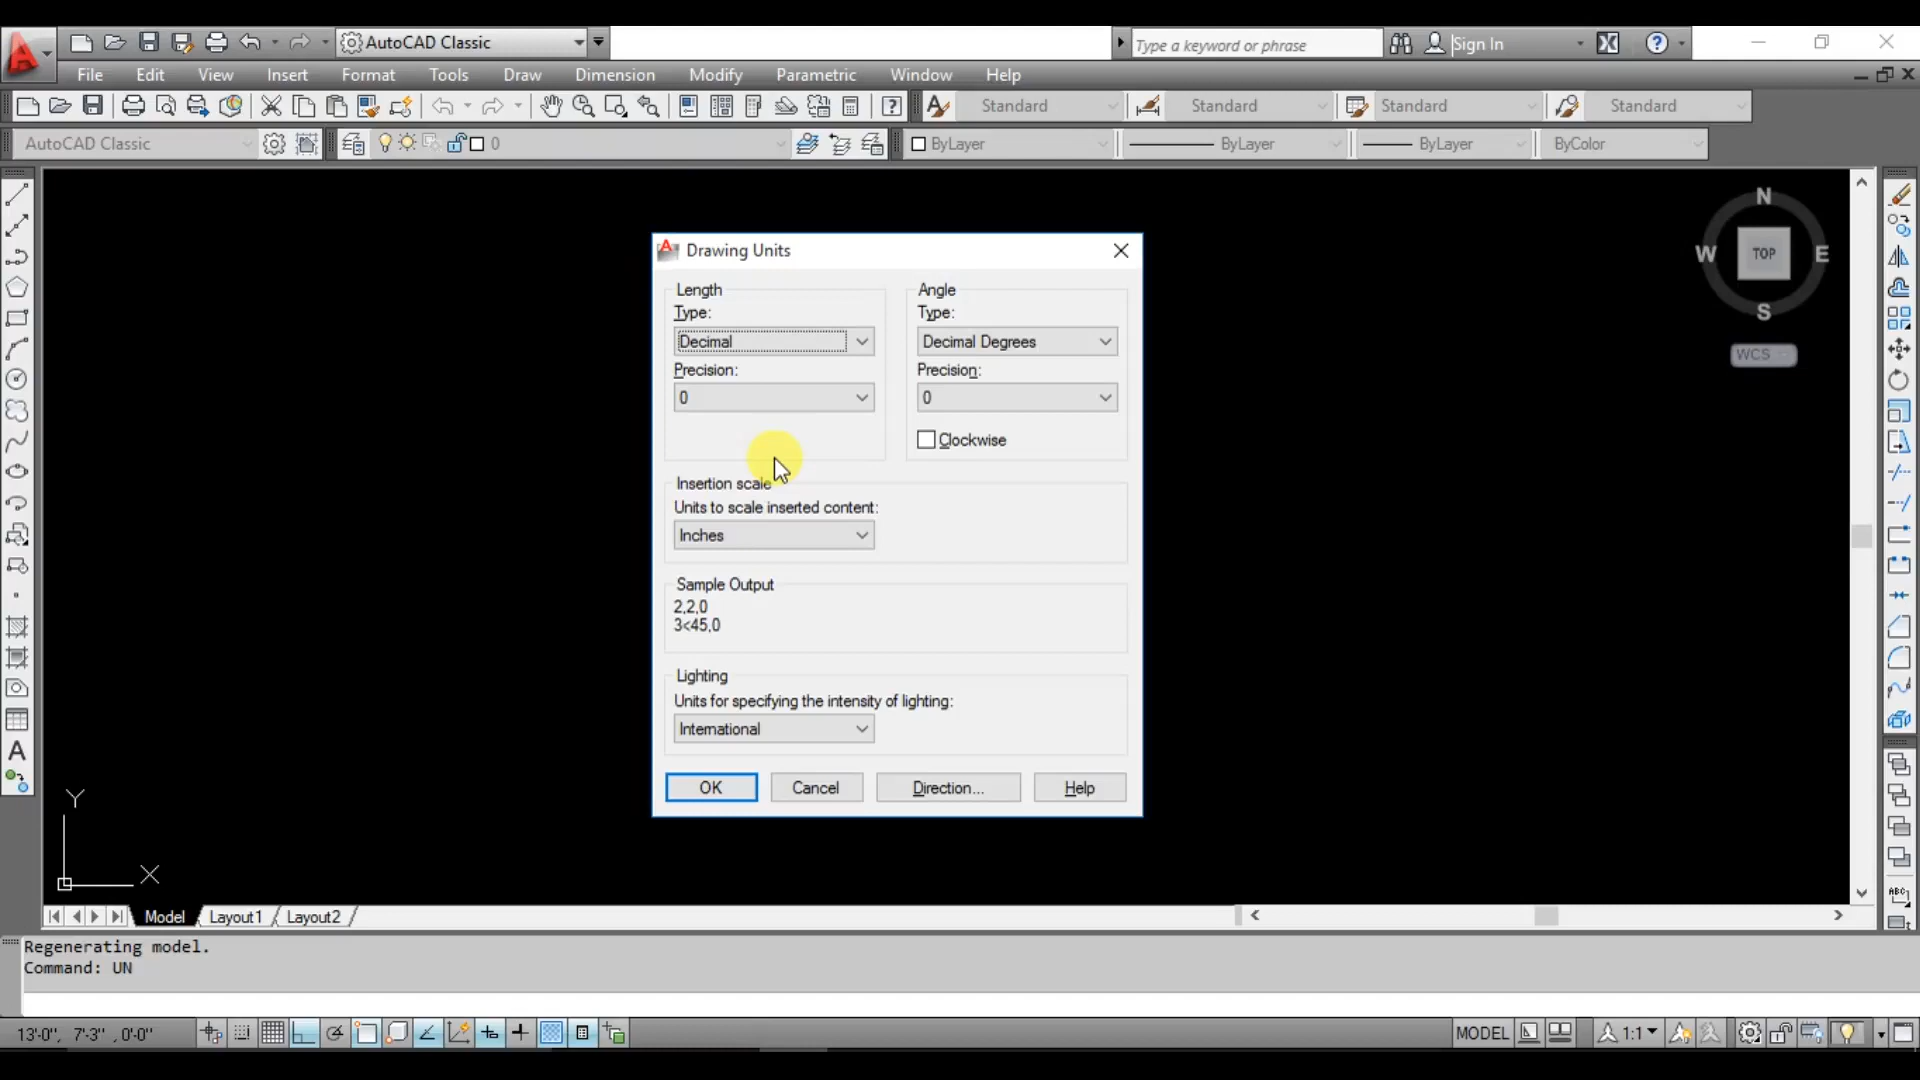 AutoCAD Classic
Type a keyword or phrase
Sign In
File Edit View Insert Format Tools Draw Dimension Modify Parametric Window Help
Standard Standard Standard Standard
AutoCAD Classic
0
ByLayer ByLayer ByLayer ByColor
N
W TOP E
S
WCS
Drawing Units
Length
Type:
Decimal
Precision:
0
Angle
Type:
Decimal Degrees
Precision:
0
Clockwise
Insertion scale
Units to scale inserted content:
Inches
Sample Output
2,2,0
3<45,0
Lighting
Units for specifying the intensity of lighting:
International
OK Cancel Direction... Help
Y
X
Model Layout1 Layout2
Regenerating model.
Command: UN
13'-0", 7'-3" , 0'-0"
MODEL
1:1
A
ABC